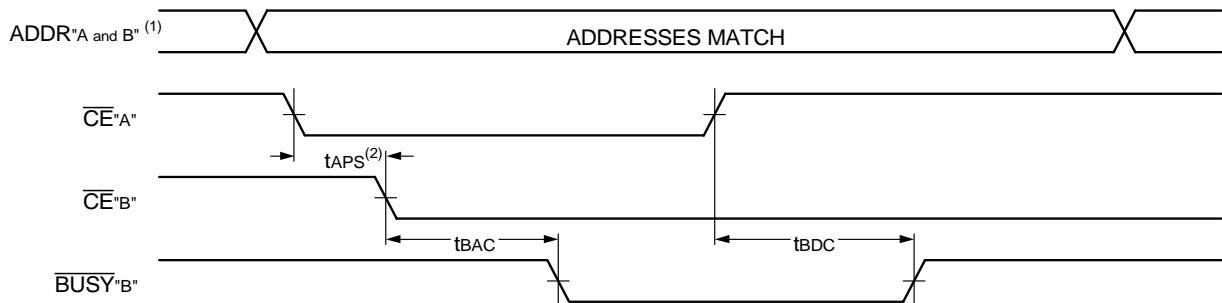 ADDR"A and B" (1)
ADDRESSES MATCH
CE"A"
tAPS(2)
CE"B"
tBAC
tBDC
BUSY"B"